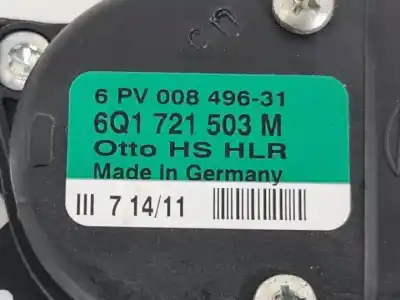 6 PV 008 496-31
6Q1 721 503 M
Otto HS HLR
Made in Germany
III 7 14/11